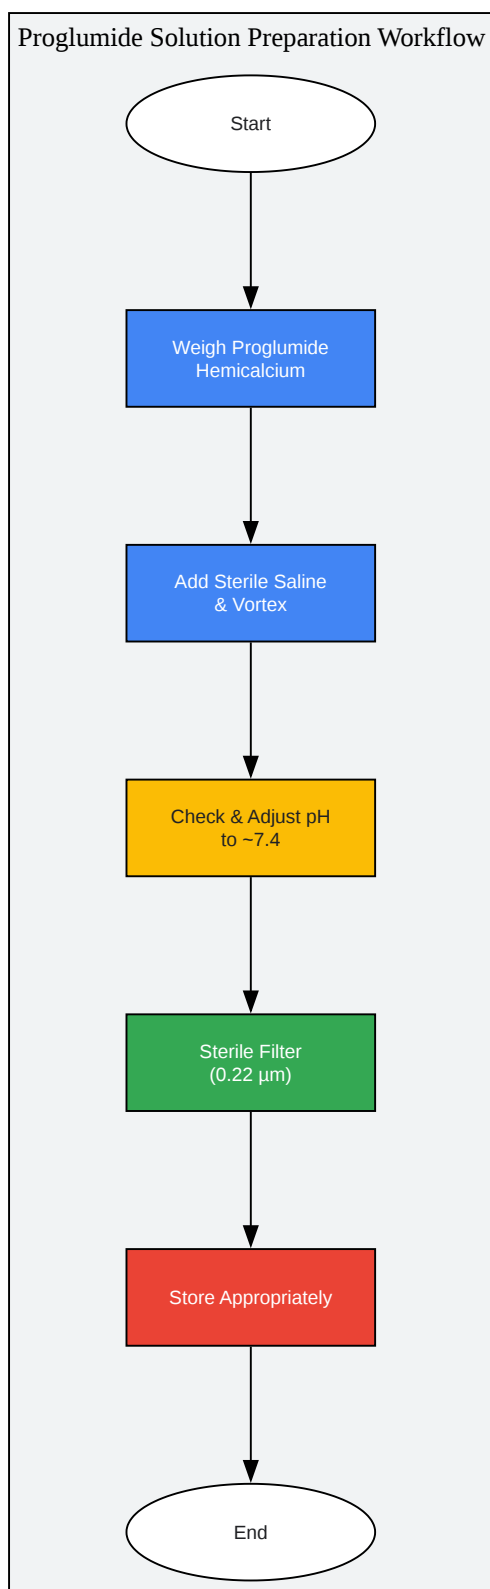 Proglumide Solution Preparation Workflow
Start
Weigh Proglumide
Hemicalcium
Add Sterile Saline
& Vortex
Check & Adjust pH
to ~7.4
Sterile Filter
(0.22 µm)
Store Appropriately
End